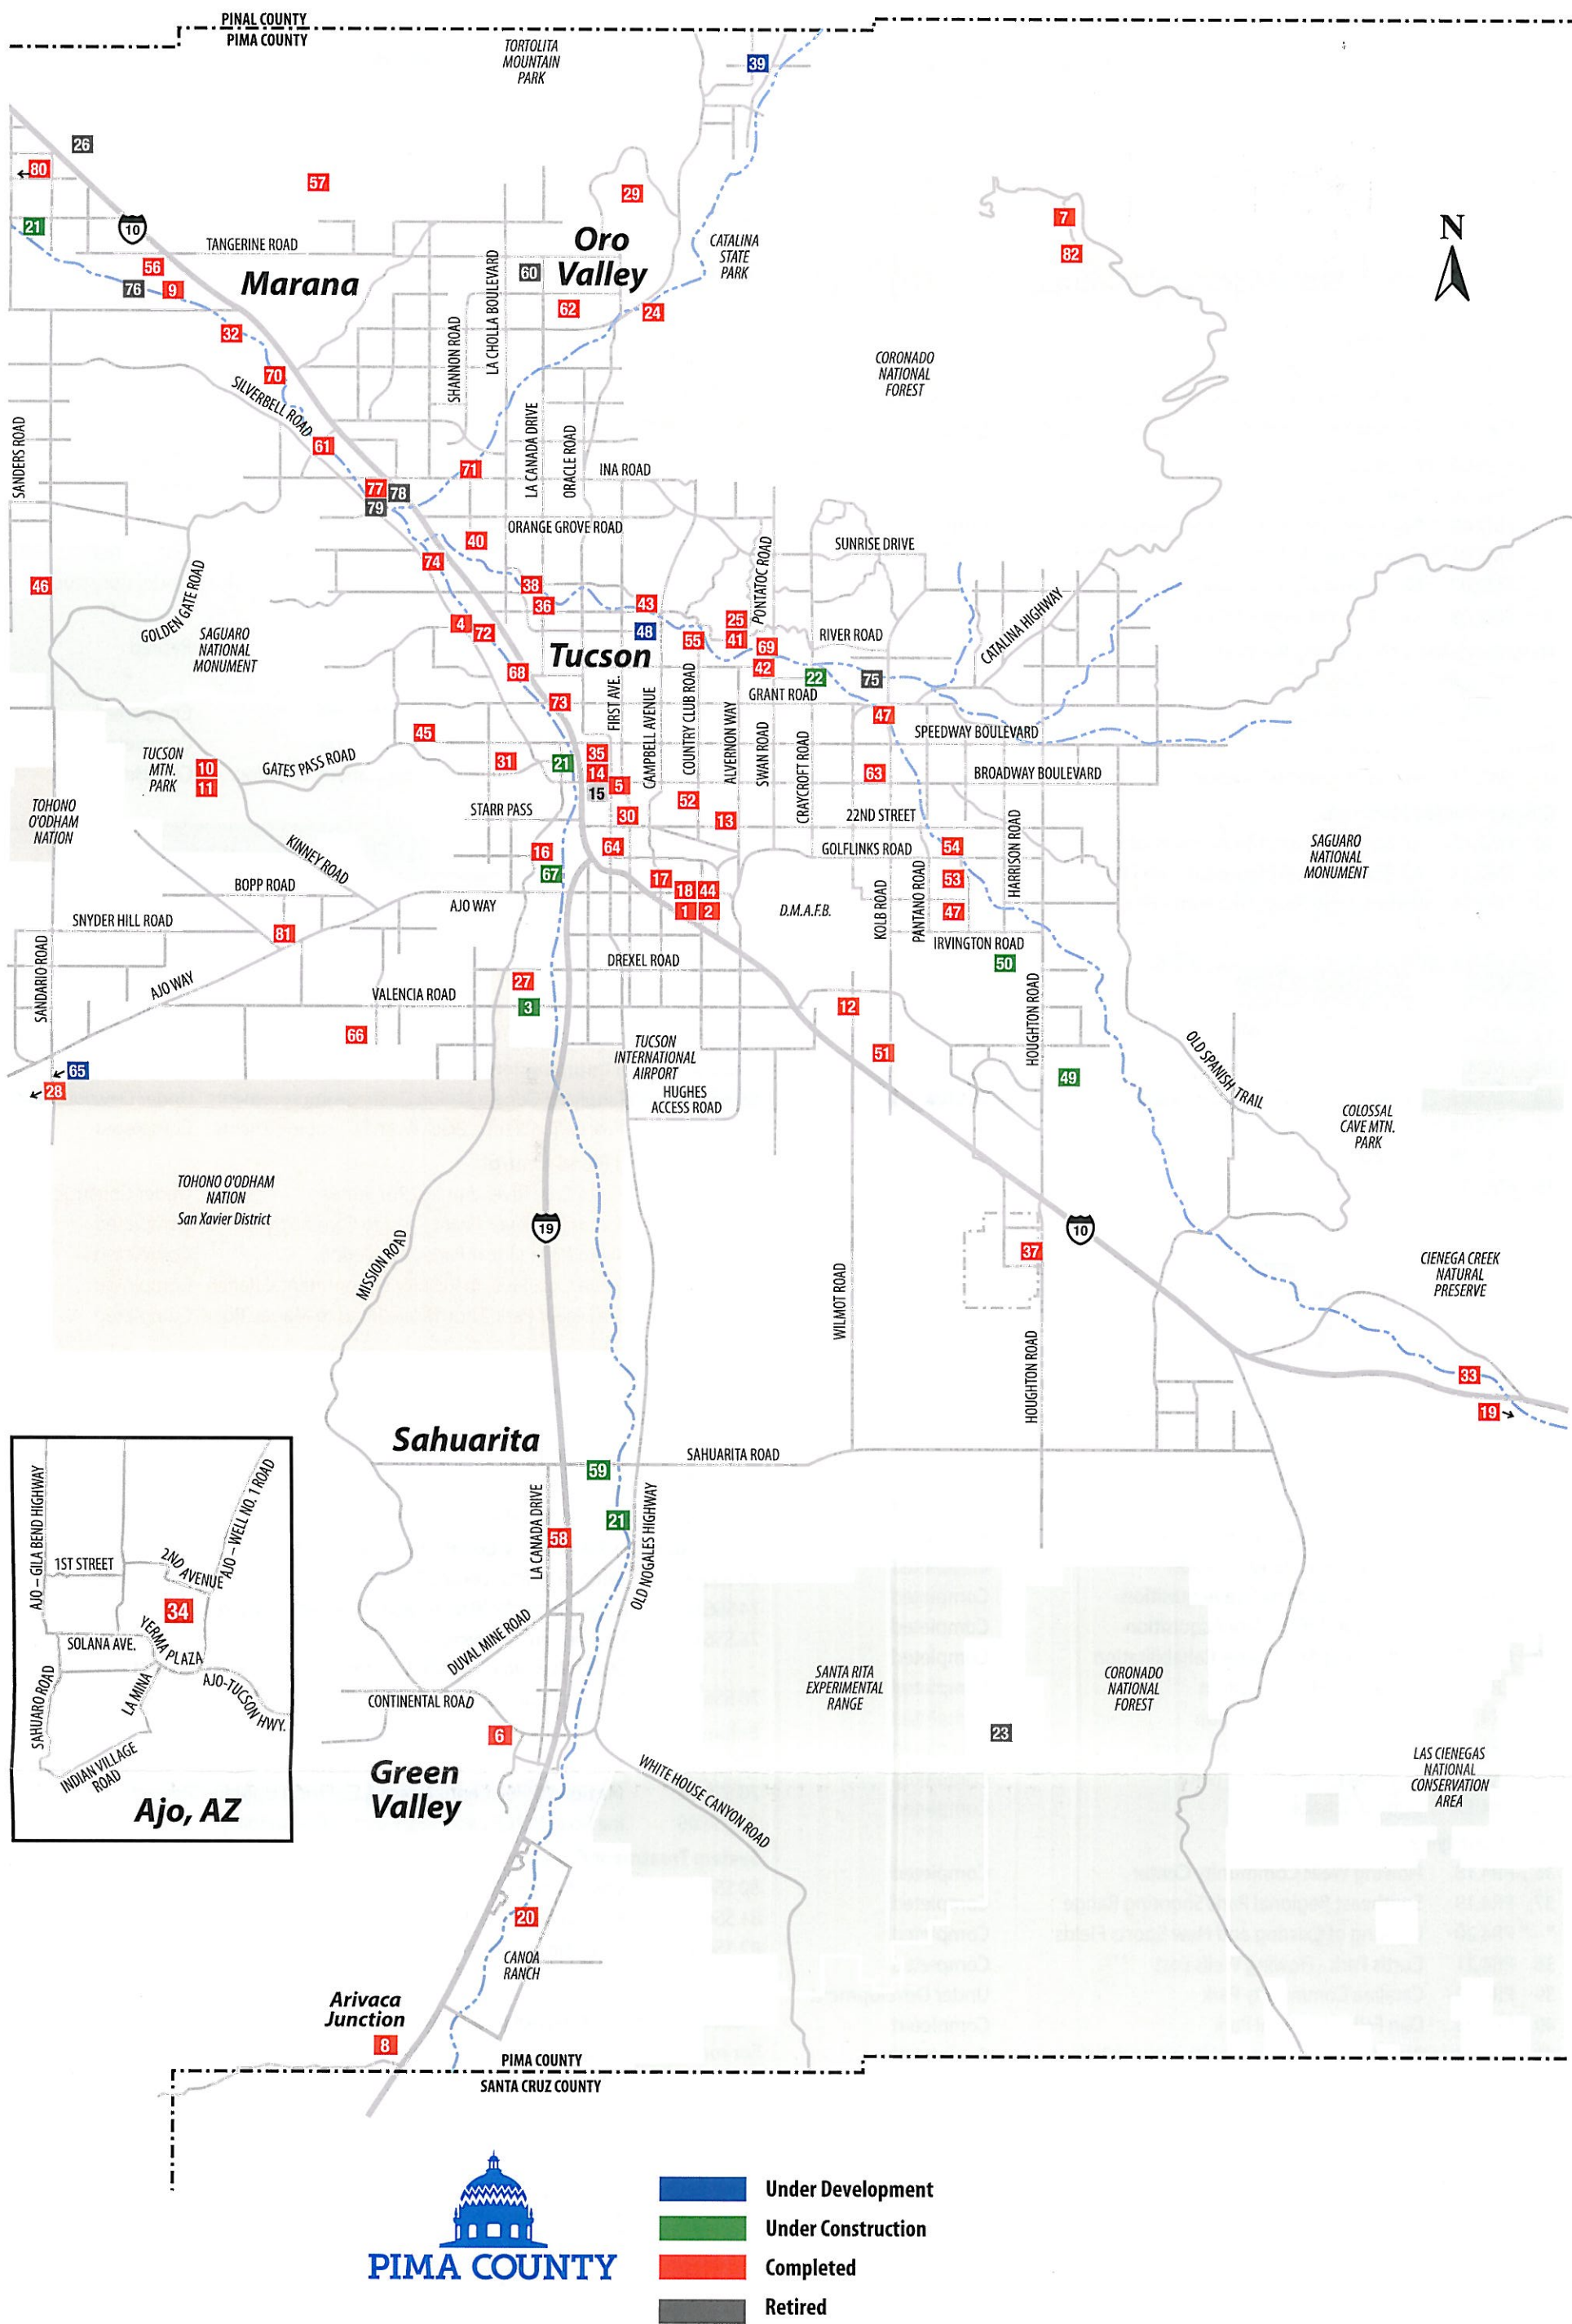 PINAL COUNTY
PIMA COUNTY
TORTOLITA
MOUNTAIN
PARK
39
26
80
57
29
7
82
21
10
TANGERINE ROAD
Oro
Valley
CATALINA
STATE
PARK
N
56
76
9
Marana
60
62
24
32
LA CHOLLA BOULEVARD
SHANNON ROAD
CORONADO
NATIONAL
FOREST
70
SILVERBELL ROAD
61
SANDERS ROAD
LA CANADA DRIVE
ORACLE ROAD
71
INA ROAD
77
78
79
ORANGE GROVE ROAD
40
SUNRISE DRIVE
74
PONTATOC ROAD
46
GOLDEN GATE ROAD
38
36
43
25
CATALINA HIGHWAY
4
72
48
55
41
69
RIVER ROAD
SAGUARO
NATIONAL
MONUMENT
Tucson
68
42
22
75
GRANT ROAD
73
FIRST AVE.
CAMPBELL AVENUE
COUNTRY CLUB ROAD
ALVERNON WAY
SWAN ROAD
CRAYCROFT ROAD
47
SPEEDWAY BOULEVARD
45
TUCSON
MTN.
PARK
10
11
GATES PASS ROAD
31
21
35
14
5
15
63
BROADWAY BOULEVARD
TOHONO
O'ODHAM
NATION
STARR PASS
52
30
13
22ND STREET
KINNEY ROAD
16
64
GOLFLINKS ROAD
54
HARRISON ROAD
SAGUARO
NATIONAL
MONUMENT
67
17
18
44
53
BOPP ROAD
AJO WAY
1
2
D.M.A.F.B.
KOLB ROAD
PANTANO ROAD
47
SNYDER HILL ROAD
81
IRVINGTON ROAD
50
SANDARIO ROAD
AJO WAY
DREXEL ROAD
27
VALENCIA ROAD
3
12
HOUGHTON ROAD
66
TUCSON
INTERNATIONAL
AIRPORT
51
OLD SPANISH TRAIL
65
28
49
HUGHES
ACCESS ROAD
COLOSSAL
CAVE MTN.
PARK
TOHONO O'ODHAM
NATION
San Xavier District
MISSION ROAD
19
10
37
WILMOT ROAD
CIENEGA CREEK
NATURAL
PRESERVE
HOUGHTON ROAD
33
19
Sahuarita
SAHUARITA ROAD
59
LA CANADA DRIVE
21
58
OLD NOGALES HIGHWAY
DUVAL MINE ROAD
AJO – GILA BEND HIGHWAY
AJO – WELL NO. 1 ROAD
1ST STREET
2ND AVENUE
34
SOLANA AVE.
YERMA PLAZA
SAHUARO ROAD
LA MINA
AJO-TUCSON HWY.
INDIAN VILLAGE
ROAD
Ajo, AZ
CONTINENTAL ROAD
SANTA RITA
EXPERIMENTAL
RANGE
CORONADO
NATIONAL
FOREST
6
23
Green
Valley
WHITE HOUSE CANYON ROAD
LAS CIENEGAS
NATIONAL
CONSERVATION
AREA
20
CANOA
RANCH
Arivaca
Junction
8
PIMA COUNTY
SANTA CRUZ COUNTY
PIMA COUNTY
Under Development
Under Construction
Completed
Retired